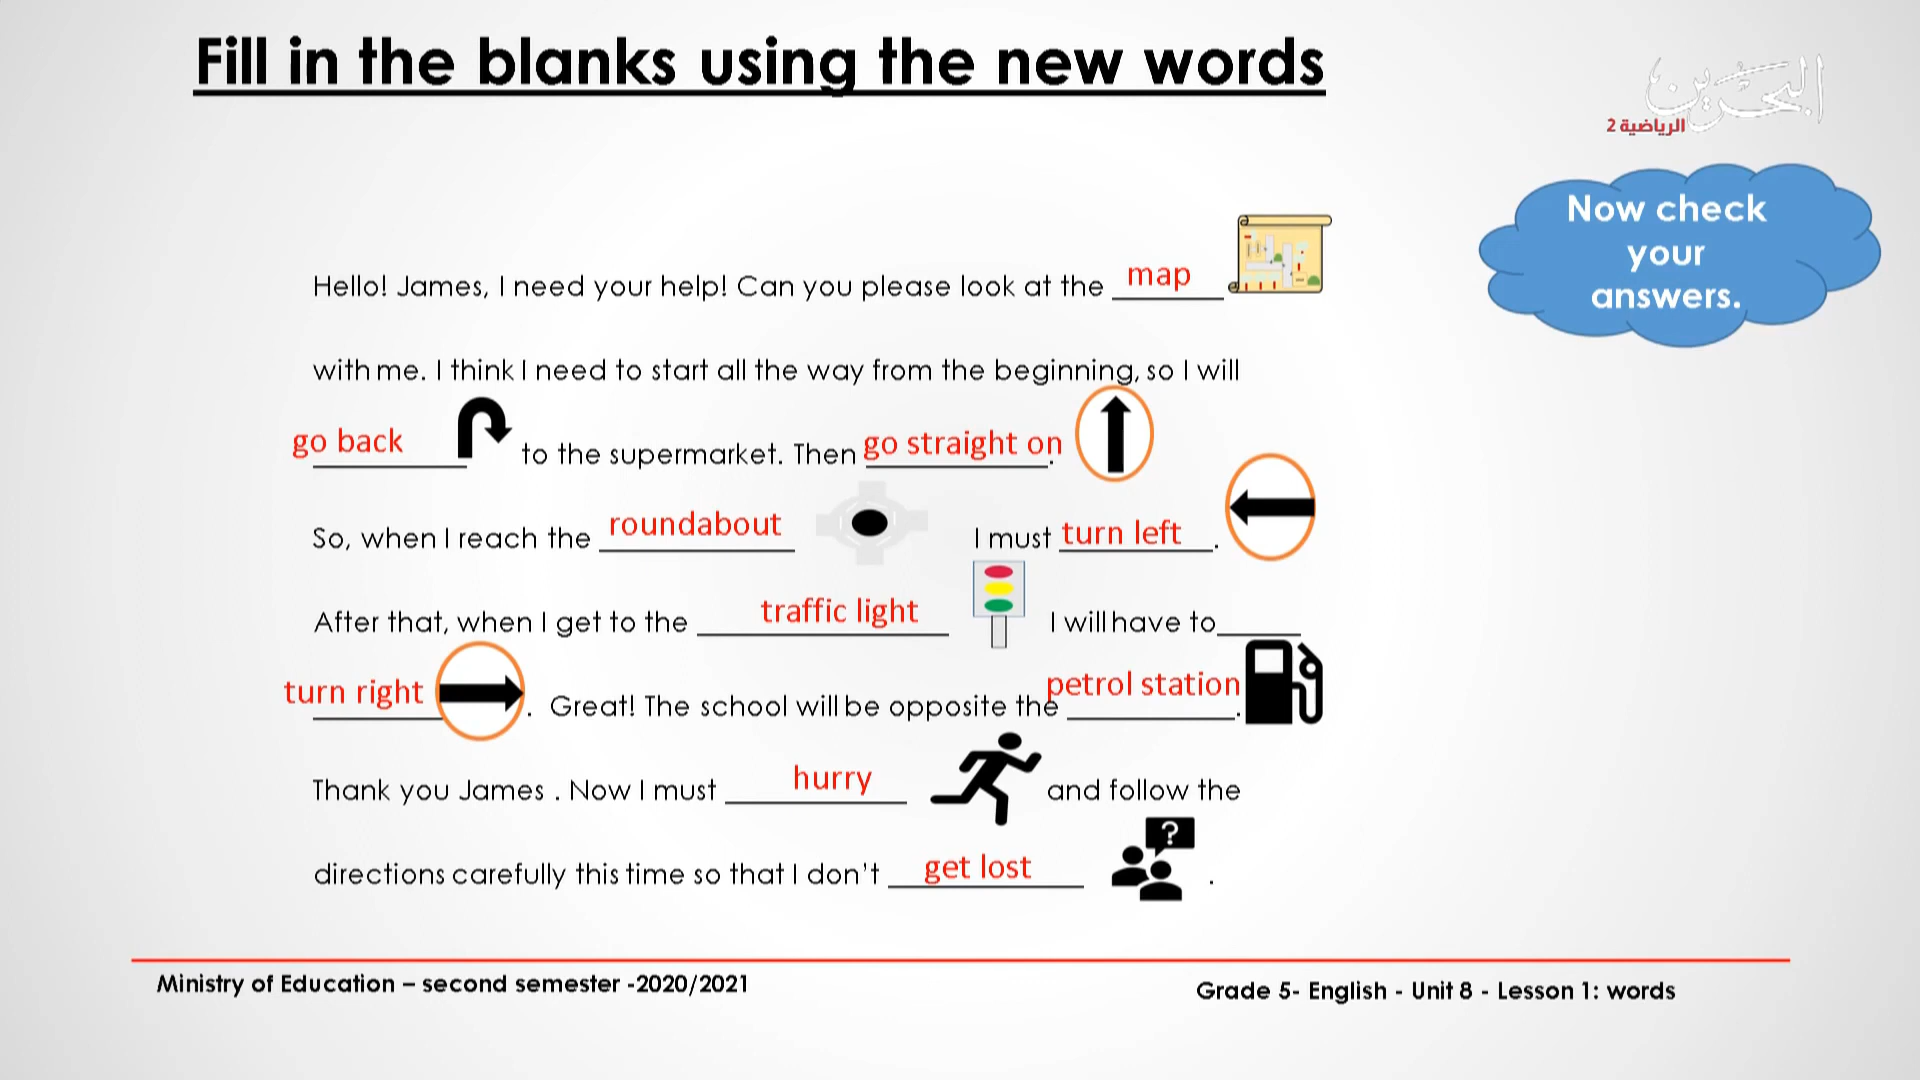 Fill in the blanks using the new words
البحرين
الرياضية 2
Now check
your
answers.
Hello! James, I need your help! Can you please look at the map
with me. I think I need to start all the way from the beginning, so I will
go back to the supermarket. Then go straight on.
So, when I reach the roundabout I must turn left.
After that, when I get to the traffic light I will have to
turn right. Great! The school will be opposite the petrol station.
Thank you James . Now I must hurry and follow the
?
directions carefully this time so that I don't get lost .
Ministry of Education – second semester -2020/2021
Grade 5- English - Unit 8 - Lesson 1: words